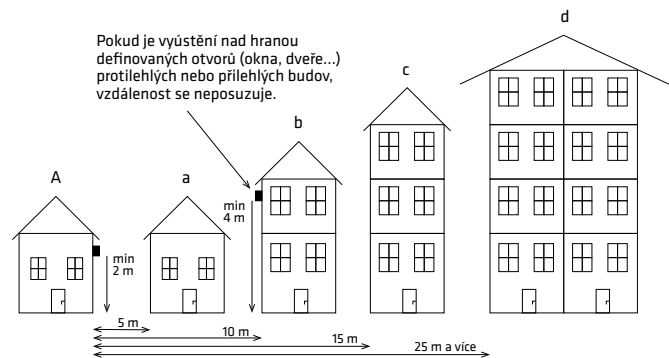 Pokud je vyústění nad hranou
definovaných otvorů (okna, dveře...)
protilehlých nebo přilehlých budov,
vzdálenost se neposuzuje.
A
a
b
c
d
min
2 m
min
4 m
5 m
10 m
15 m
25 m a více